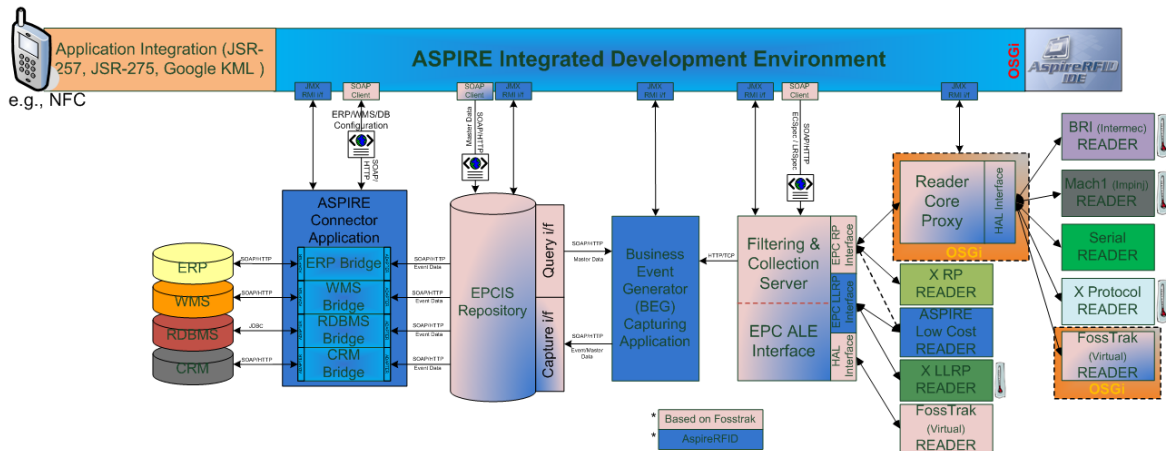 Application Integration (JSR-
257, JSR-275, Google KML )
e.g., NFC
ASPIRE Integrated Development Environment
OSGi
AspireRFID
IDE
JMX
RMI i/f
SOAP
Client
SOAP
Client
JMX
RMI i/f
JMX
RMI i/f
SOAP
Client
JMX
RMI i/f
JMX
RMI i/f
ERP/WMS/DB
Configuration
SOAP/
HTTP
Master Data
SOAP/HTTP
ECSpec / LRSpec
SOAP/HTTP
ASPIRE
Connector
Application
ERP Bridge
WMS
Bridge
RDBMS
Bridge
CRM
Bridge
ERP
WMS
RDBMS
CRM
SOAP/HTTP
SOAP/HTTP
JDBC
SOAP/HTTP
SOAP/HTTP
Event Data
SOAP/HTTP
Event Data
SOAP/HTTP
Event Data
SOAP/HTTP
Event Data
EPCIS
Repository
Query i/f
Capture i/f
SOAP/HTTP
Master Data
SOAP/HTTP
Event/Master
Data
Business
Event
Generator
(BEG)
Capturing
Application
HTTP/TCP
Filtering &
Collection
Server
EPC ALE
Interface
EPC RP
Interface
EPC LLRP
Interface
HAL
Interface
Reader
Core
Proxy
HAL Interface
OSGi
X RP
READER
ASPIRE
Low Cost
READER
X LLRP
READER
FossTrak
(Virtual)
READER
BRI (Intermec)
READER
Mach1 (Impinj)
READER
Serial
READER
X Protocol
READER
FossTrak
(Virtual)
READER
OSGi
* Based on Fosstrak
* AspireRFID